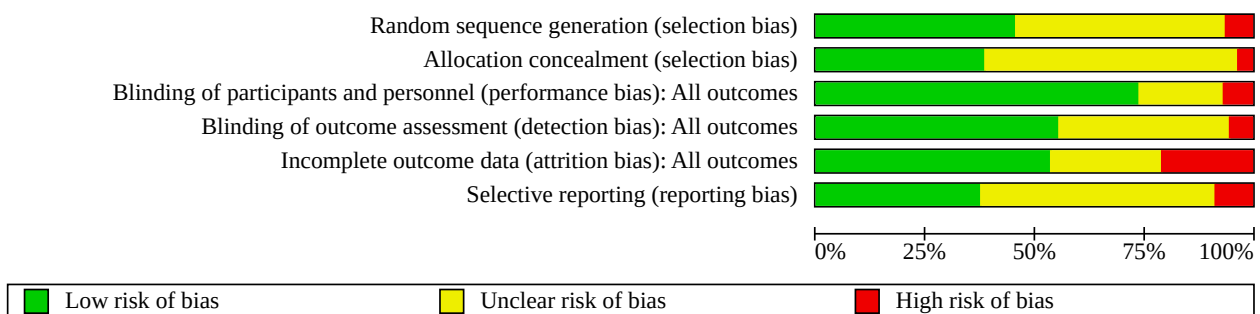 Random sequence generation (selection bias)
Allocation concealment (selection bias)
Blinding of participants and personnel (performance bias): All outcomes
Blinding of outcome assessment (detection bias): All outcomes
Incomplete outcome data (attrition bias): All outcomes
Selective reporting (reporting bias)
0% 25% 50% 75% 100%
Low risk of bias Unclear risk of bias High risk of bias